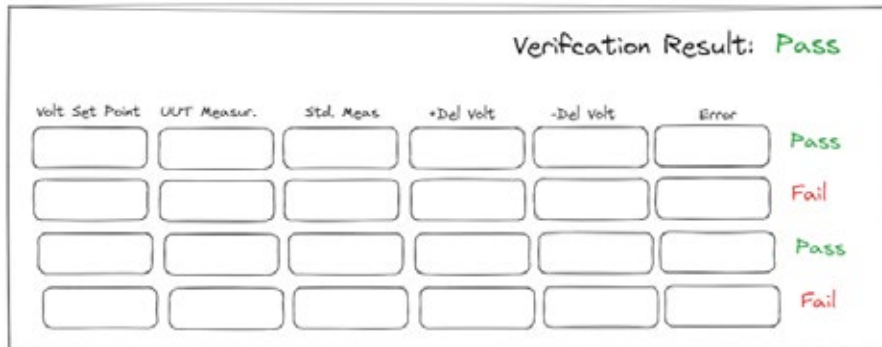 Verifcation Result: Pass
Volt Set Point UUT Measur. Std. Meas +Del Volt -Del Volt Error
Pass
Fail
Pass
Fail